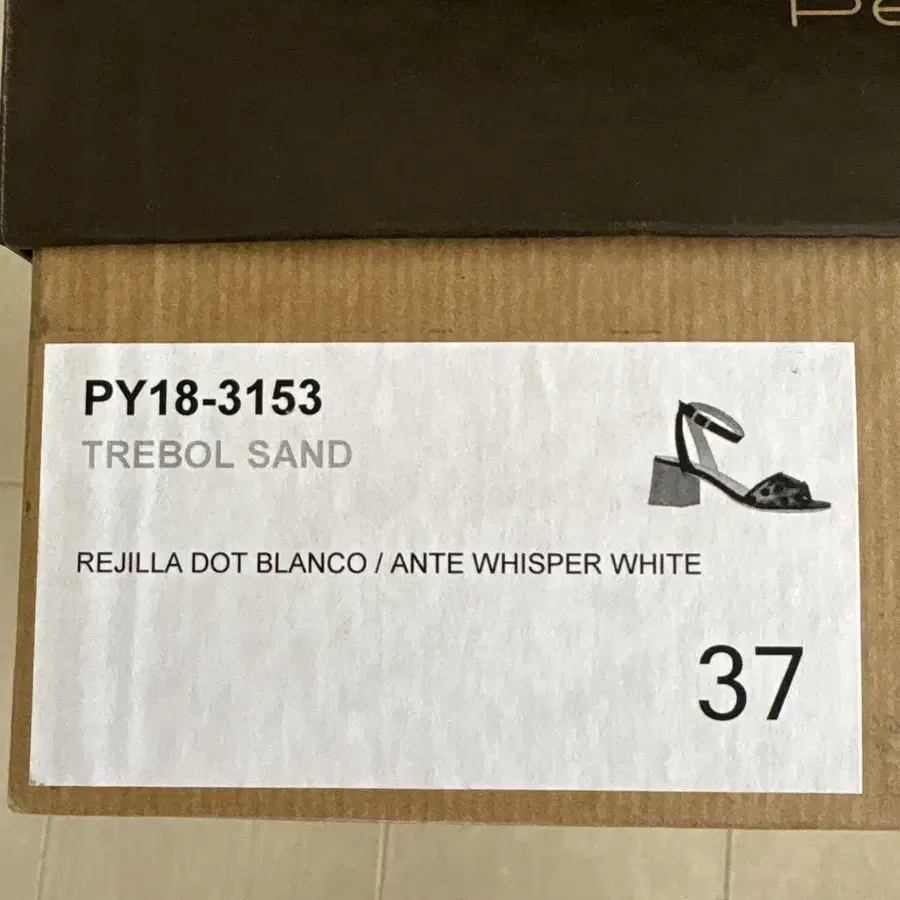 PY18-3153
TREBOL SAND
REJILLA DOT BLANCO / ANTE WHISPER WHITE
37